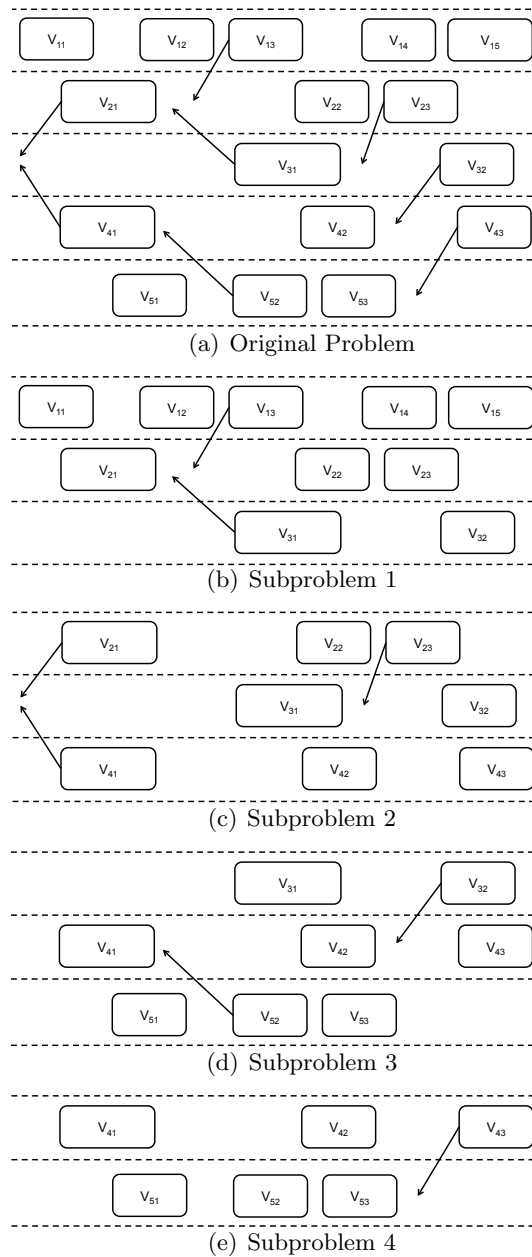 V11 V12 V13 V14 V15
V21 V22 V23
V31 V32
V41 V42 V43
V51 V52 V53
(a) Original Problem
V11 V12 V13 V14 V15
V21 V22 V23
V31 V32
(b) Subproblem 1
V21 V22 V23
V31 V32
V41 V42 V43
(c) Subproblem 2
V31 V32
V41 V42 V43
V51 V52 V53
(d) Subproblem 3
V41 V42 V43
V51 V52 V53
(e) Subproblem 4